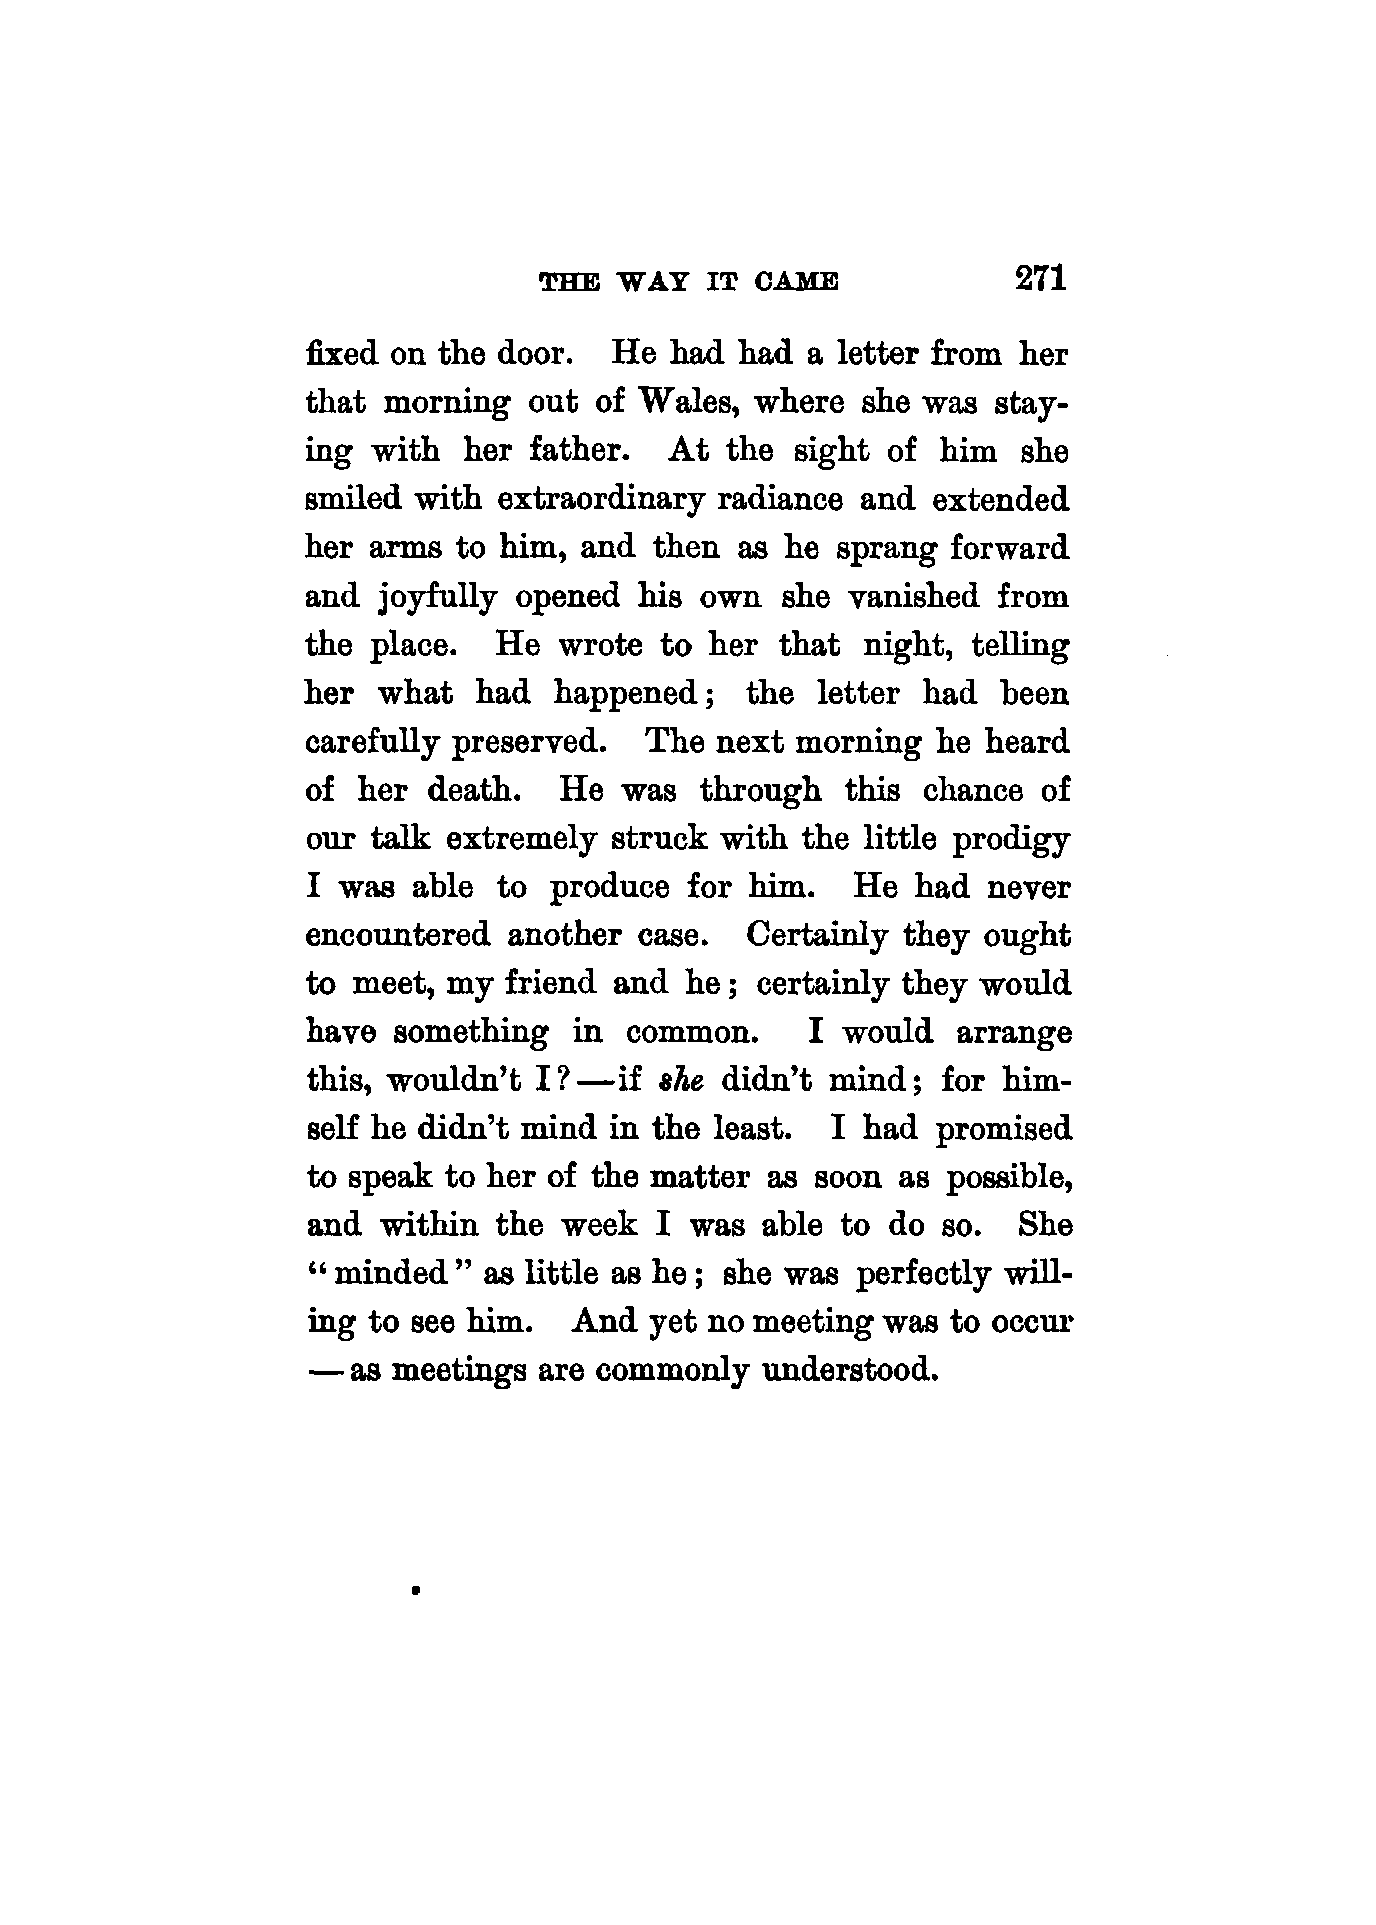 THE WAY IT CAME 271
fixed on the door. He had had a letter from her
that morning out of Wales, where she was stay-
ing with her father. At the sight of him she
smiled with extraordinary radiance and extended
her arms to him, and then as he sprang forward
and joyfully opened his own she vanished from
the place. He wrote to her that night, telling
her what had happened; the letter had been
carefully preserved. The next morning he heard
of her death. He was through this chance of
our talk extremely struck with the little prodigy
I was able to produce for him. He had never
encountered another case. Certainly they ought
to meet, my friend and he; certainly they would
have something in common. I would arrange
this, wouldn't I?—if she didn't mind; for him-
self he didn't mind in the least. I had promised
to speak to her of the matter as soon as possible,
and within the week I was able to do so. She
"minded" as little as he; she was perfectly will-
ing to see him. And yet no meeting was to occur
—as meetings are commonly understood.